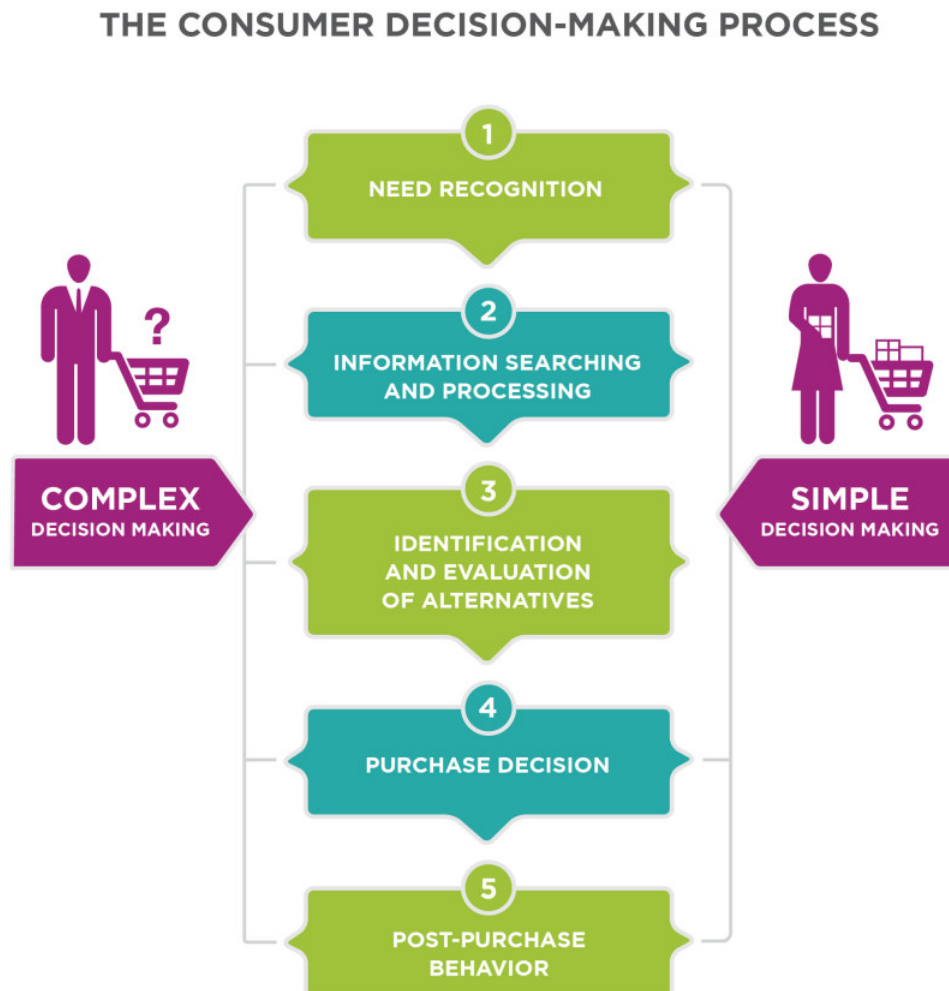 THE CONSUMER DECISION-MAKING PROCESS
1
NEED RECOGNITION
2
INFORMATION SEARCHING
AND PROCESSING
?
COMPLEX
DECISION MAKING
3
IDENTIFICATION
AND EVALUATION
OF ALTERNATIVES
SIMPLE
DECISION MAKING
4
PURCHASE DECISION
5
POST-PURCHASE
BEHAVIOR